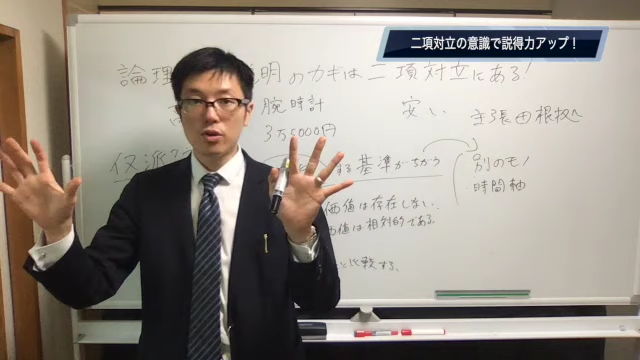 二項対立の意識で説得力アップ！
論理 説明のカギは二項対立にある!
腕時計 安い 主張⊕根拠
3万5000円
する基準がちがう 別のモノ
時間軸
価値は存在しない、
価値は相対的である
比較する、